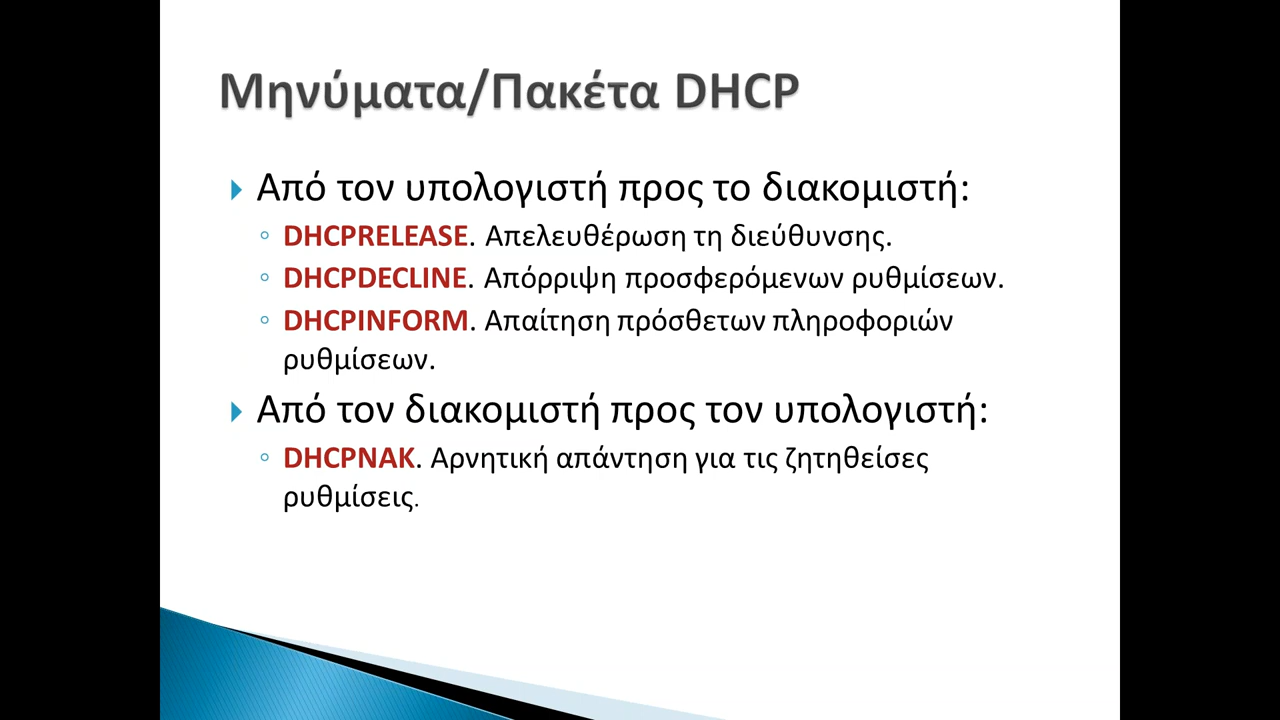 Μηνύματα/Πακέτα DHCP
Από τον υπολογιστή προς το διακομιστή:
DHCPRELEASE. Απελευθέρωση τη διεύθυνσης.
DHCPDECLINE. Απόρριψη προσφερόμενων ρυθμίσεων.
DHCPINFORM. Απαίτηση πρόσθετων πληροφοριών
ρυθμίσεων.
Από τον διακομιστή προς τον υπολογιστή:
DHCPNAK. Αρνητική απάντηση για τις ζητηθείσες
ρυθμίσεις.